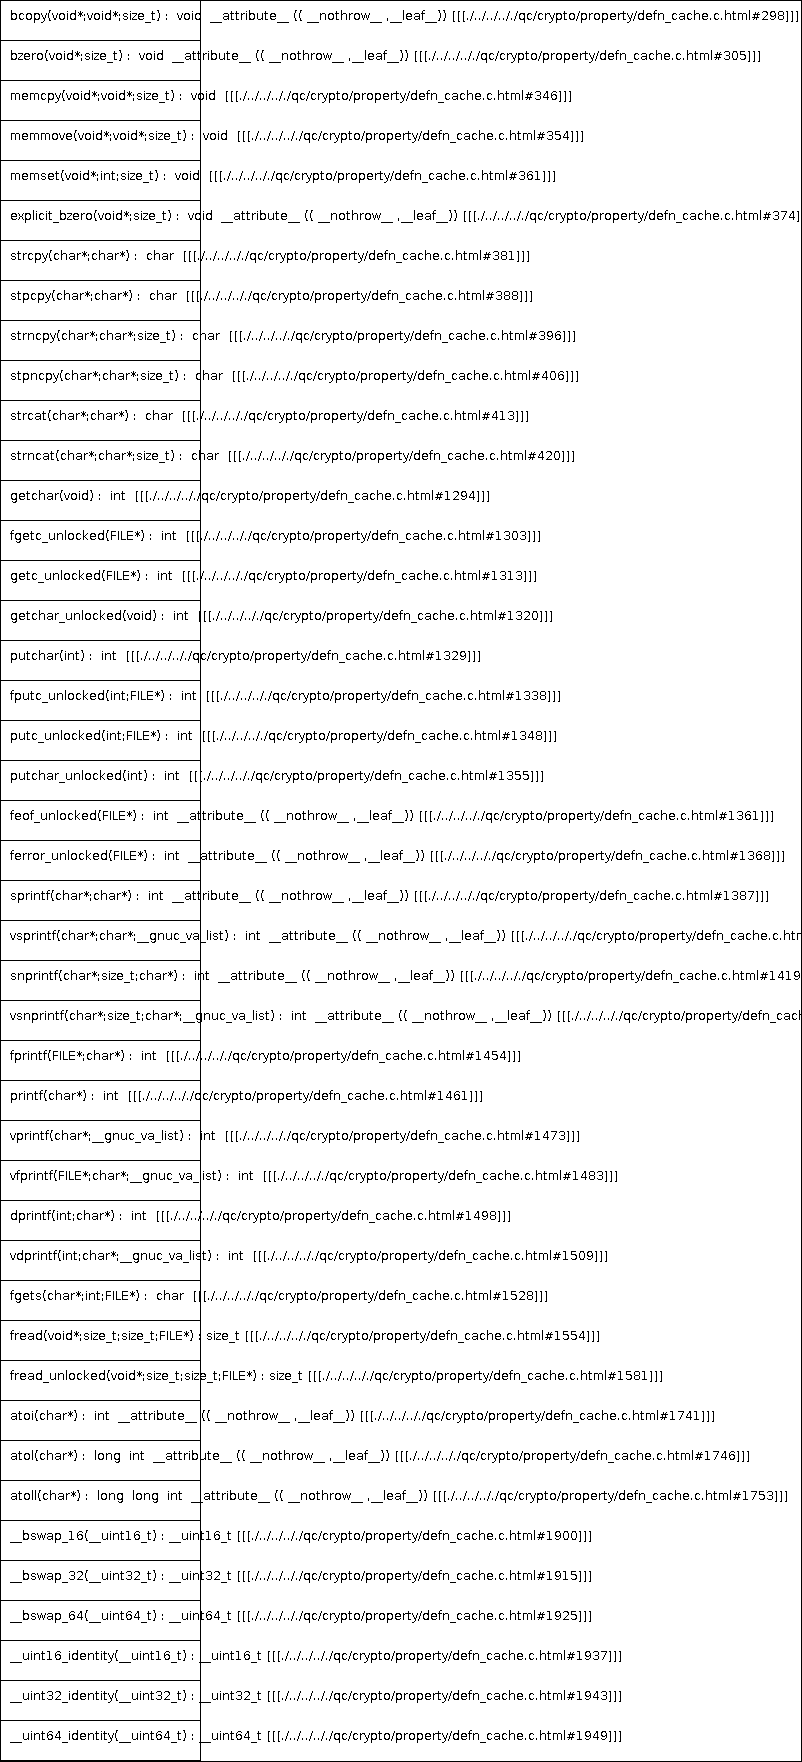 bcopy(void*;void*;size_t) : void __attribute__ (( __nothrow__ ,__leaf__)) [[[./../../../qc/crypto/property/defn_cache.c.html#298]]]
bzero(void*;size_t) : void __attribute__ (( __nothrow__ ,__leaf__)) [[[./../../../qc/crypto/property/defn_cache.c.html#305]]]
memcpy(void*;void*;size_t) : void [[[./../../../qc/crypto/property/defn_cache.c.html#346]]]
memmove(void*;void*;size_t) : void [[[./../../../qc/crypto/property/defn_cache.c.html#354]]]
memset(void*;int;size_t) : void [[[./../../../qc/crypto/property/defn_cache.c.html#361]]]
explicit_bzero(void*;size_t) : void __attribute__ (( __nothrow__ ,__leaf__)) [[[./../../../qc/crypto/property/defn_cache.c.html#374]
strcpy(char*;char*) : char [[[./../../../qc/crypto/property/defn_cache.c.html#381]]]
stpcpy(char*;char*) : char [[[./../../../qc/crypto/property/defn_cache.c.html#388]]]
strncpy(char*;char*;size_t) : char [[[./../../../qc/crypto/property/defn_cache.c.html#396]]]
stpncpy(char*;char*;size_t) : char [[[./../../../qc/crypto/property/defn_cache.c.html#406]]]
strcat(char*;char*) : char [[[./../../../qc/crypto/property/defn_cache.c.html#413]]]
strncat(char*;char*;size_t) : char [[[./../../../qc/crypto/property/defn_cache.c.html#420]]]
getchar(void) : int [[[./../../../qc/crypto/property/defn_cache.c.html#1294]]]
fgetc_unlocked(FILE*) : int [[[./../../../qc/crypto/property/defn_cache.c.html#1303]]]
getc_unlocked(FILE*) : int [[[./../../../qc/crypto/property/defn_cache.c.html#1313]]]
getchar_unlocked(void) : int [[[./../../../qc/crypto/property/defn_cache.c.html#1320]]]
putchar(int) : int [[[./../../../qc/crypto/property/defn_cache.c.html#1329]]]
fputc_unlocked(int;FILE*) : int [[[./../../../qc/crypto/property/defn_cache.c.html#1338]]]
putc_unlocked(int;FILE*) : int [[[./../../../qc/crypto/property/defn_cache.c.html#1348]]]
putchar_unlocked(int) : int [[[./../../../qc/crypto/property/defn_cache.c.html#1355]]]
feof_unlocked(FILE*) : int __attribute__ (( __nothrow__ ,__leaf__)) [[[./../../../qc/crypto/property/defn_cache.c.html#1361]]]
ferror_unlocked(FILE*) : int __attribute__ (( __nothrow__ ,__leaf__)) [[[./../../../qc/crypto/property/defn_cache.c.html#1368]]]
sprintf(char*;char*) : int __attribute__ (( __nothrow__ ,__leaf__)) [[[./../../../qc/crypto/property/defn_cache.c.html#1387]]]
vsprintf(char*;char*;__gnuc_va_list) : int __attribute__ (( __nothrow__ ,__leaf__)) [[[./../../../qc/crypto/property/defn_cache.c.htm
snprintf(char*;size_t;char*) : int __attribute__ (( __nothrow__ ,__leaf__)) [[[./../../../qc/crypto/property/defn_cache.c.html#1419
vsnprintf(char*;size_t;char*;__gnuc_va_list) : int __attribute__ (( __nothrow__ ,__leaf__)) [[[./../../../qc/crypto/property/defn_cach
fprintf(FILE*;char*) : int [[[./../../../qc/crypto/property/defn_cache.c.html#1454]]]
printf(char*) : int [[[./../../../qc/crypto/property/defn_cache.c.html#1461]]]
vprintf(char*;__gnuc_va_list) : int [[[./../../../qc/crypto/property/defn_cache.c.html#1473]]]
vfprintf(FILE*;char*;__gnuc_va_list) : int [[[./../../../qc/crypto/property/defn_cache.c.html#1483]]]
dprintf(int;char*) : int [[[./../../../qc/crypto/property/defn_cache.c.html#1498]]]
vdprintf(int;char*;__gnuc_va_list) : int [[[./../../../qc/crypto/property/defn_cache.c.html#1509]]]
fgets(char*;int;FILE*) : char [[[./../../../qc/crypto/property/defn_cache.c.html#1528]]]
fread(void*;size_t;size_t;FILE*) : size_t [[[./../../../qc/crypto/property/defn_cache.c.html#1554]]]
fread_unlocked(void*;size_t;size_t;FILE*) : size_t [[[./../../../qc/crypto/property/defn_cache.c.html#1581]]]
atoi(char*) : int __attribute__ (( __nothrow__ ,__leaf__)) [[[./../../../qc/crypto/property/defn_cache.c.html#1741]]]
atol(char*) : long int __attribute__ (( __nothrow__ ,__leaf__)) [[[./../../../qc/crypto/property/defn_cache.c.html#1746]]]
atoll(char*) : long long int __attribute__ (( __nothrow__ ,__leaf__)) [[[./../../../qc/crypto/property/defn_cache.c.html#1753]]]
__bswap_16(__uint16_t) : __uint16_t [[[./../../../qc/crypto/property/defn_cache.c.html#1900]]]
__bswap_32(__uint32_t) : __uint32_t [[[./../../../qc/crypto/property/defn_cache.c.html#1915]]]
__bswap_64(__uint64_t) : __uint64_t [[[./../../../qc/crypto/property/defn_cache.c.html#1925]]]
__uint16_identity(__uint16_t) : __uint16_t [[[./../../../qc/crypto/property/defn_cache.c.html#1937]]]
__uint32_identity(__uint32_t) : __uint32_t [[[./../../../qc/crypto/property/defn_cache.c.html#1943]]]
__uint64_identity(__uint64_t) : __uint64_t [[[./../../../qc/crypto/property/defn_cache.c.html#1949]]]